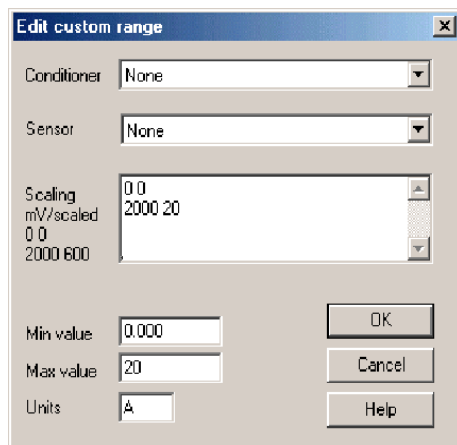 Edit custom range
Conditioner None
Sensor None
Scaling
mV/scaled
0 0
2000 600
0 0
2000 20
Min value 0.000
Max value 20
Units A
OK
Cancel
Help